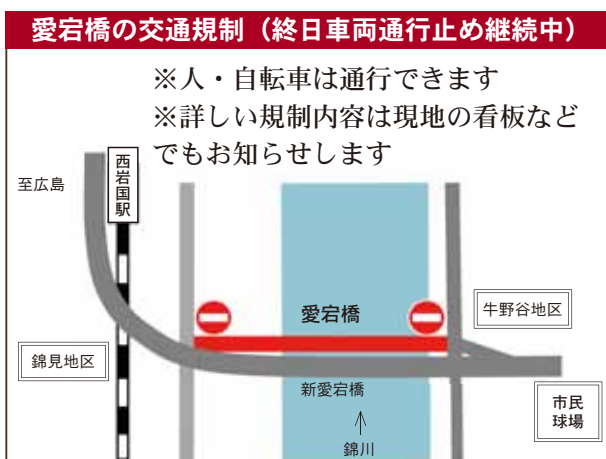 愛宕橋の交通規制（終日車両通行止め継続中）
※人・自転車は通行できます
※詳しい規制内容は現地の看板など
でもお知らせします
至広島
西岩国駅
愛宕橋
牛野谷地区
錦見地区
新愛宕橋
市民
球場
↑
錦川